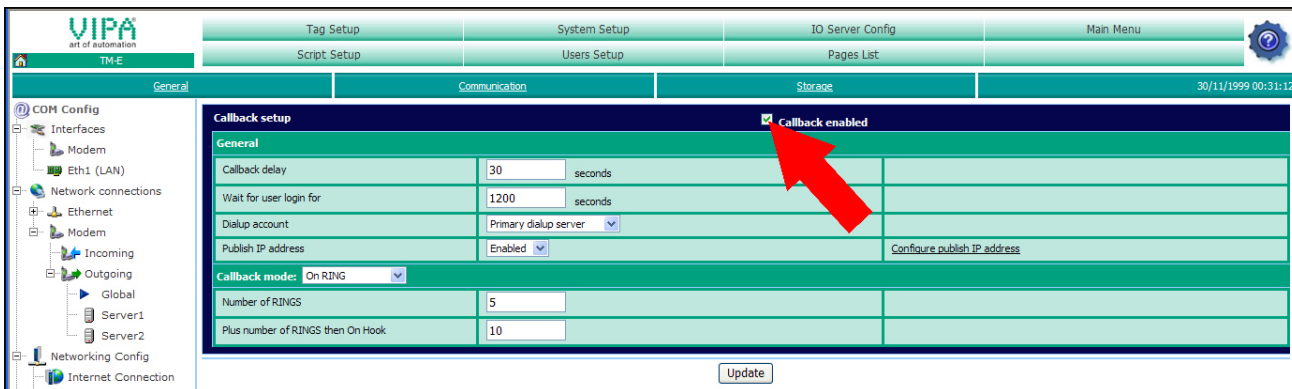 VIPA
art of automation
TM-E
Tag Setup
System Setup
IO Server Config
Main Menu
Script Setup
Users Setup
Pages List
General
Communication
Storage
30/11/1999 00:31:12
COM Config
Interfaces
Modem
Eth1 (LAN)
Network connections
Ethernet
Modem
Incoming
Outgoing
Global
Server1
Server2
Networking Config
Internet Connection
Callback setup
Callback enabled
General
Callback delay 30 seconds
Wait for user login for 1200 seconds
Dialup account Primary dialup server
Publish IP address Enabled Configure publish IP address
Callback mode: On RING
Number of RINGS 5
Plus number of RINGS then On Hook 10
Update